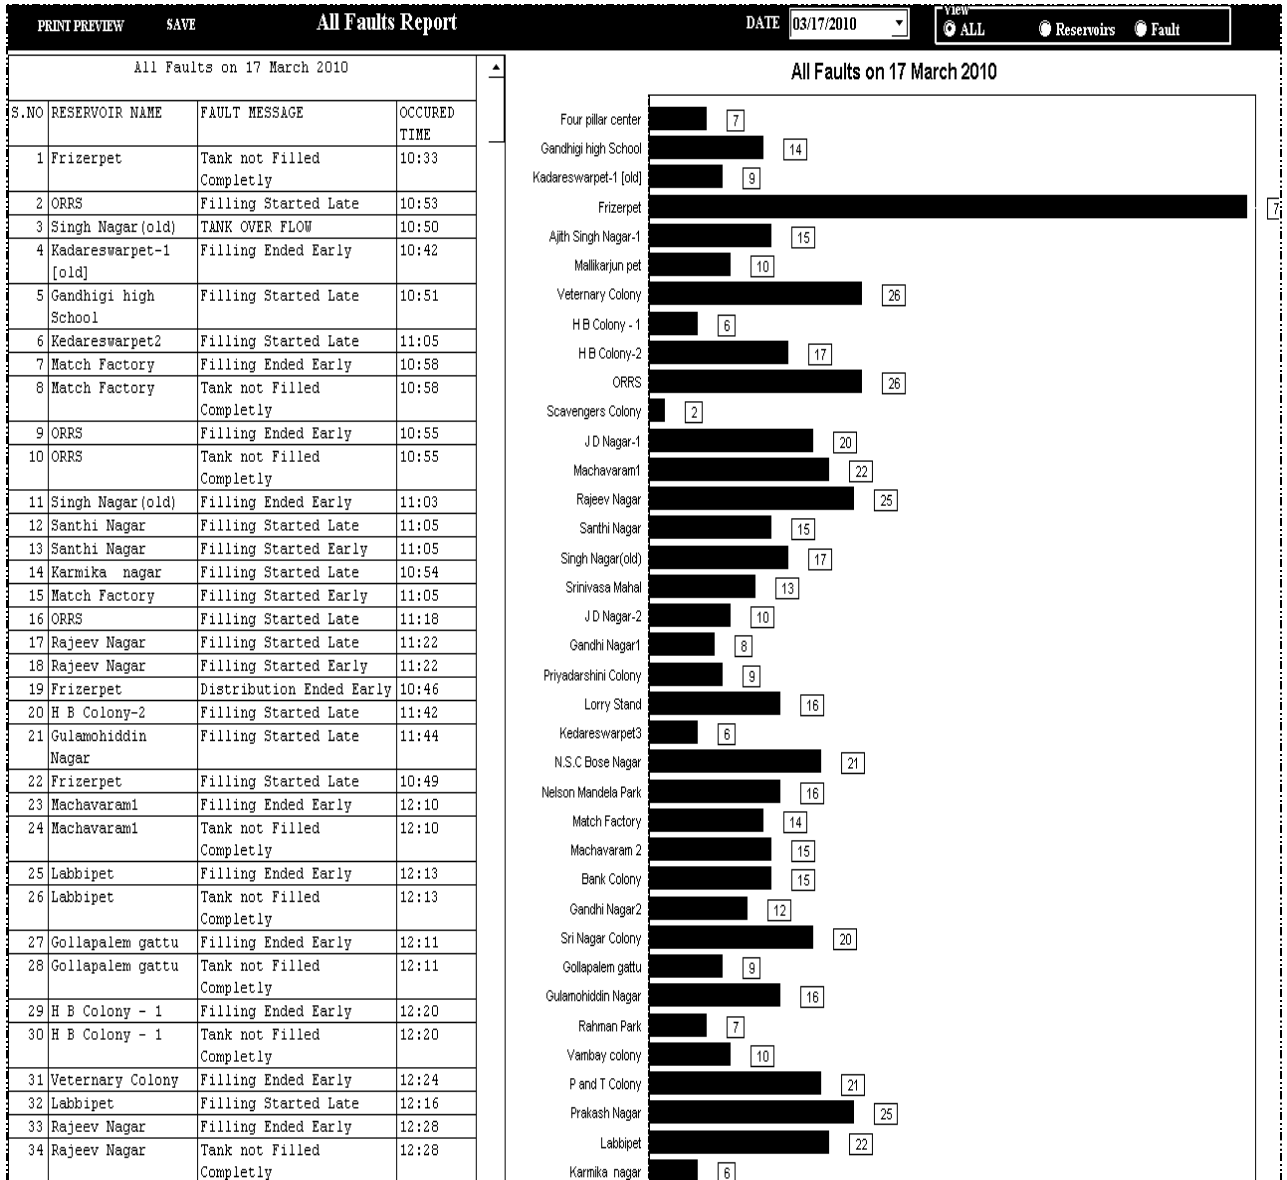 PRINT PREVIEW SAVE All Faults Report DATE 03/17/2010 View ALL Reservoirs Fault
All Faults on 17 March 2010
S.NO RESERVOIR NAME FAULT MESSAGE OCCURED
TIME
1 Frizerpet Tank not Filled 10:33
Completly
2 ORRS Filling Started Late 10:53
3 Singh Nagar(old) TANK OVER FLOW 10:50
4 Kadareswarpet-1 Filling Ended Early 10:42
[old]
5 Gandhigi high Filling Started Late 10:51
School
6 Kedareswarpet2 Filling Started Late 11:05
7 Match Factory Filling Ended Early 10:58
8 Match Factory Tank not Filled 10:58
Completly
9 ORRS Filling Ended Early 10:55
10 ORRS Tank not Filled 10:55
Completly
11 Singh Nagar(old) Filling Ended Early 11:03
12 Santhi Nagar Filling Started Late 11:05
13 Santhi Nagar Filling Started Early 11:05
14 Karmika nagar Filling Started Late 10:54
15 Match Factory Filling Started Early 11:05
16 ORRS Filling Started Late 11:18
17 Rajeev Nagar Filling Started Late 11:22
18 Rajeev Nagar Filling Started Early 11:22
19 Frizerpet Distribution Ended Early 10:46
20 H B Colony-2 Filling Started Late 11:42
21 Gulamohiddin Filling Started Late 11:44
Nagar
22 Frizerpet Filling Started Late 10:49
23 Machavaram1 Filling Ended Early 12:10
24 Machavaram1 Tank not Filled 12:10
Completly
25 Labbipet Filling Ended Early 12:13
26 Labbipet Tank not Filled 12:13
Completly
27 Gollapalem gattu Filling Ended Early 12:11
28 Gollapalem gattu Tank not Filled 12:11
Completly
29 H B Colony - 1 Filling Ended Early 12:20
30 H B Colony - 1 Tank not Filled 12:20
Completly
31 Veternary Colony Filling Ended Early 12:24
32 Labbipet Filling Started Late 12:16
33 Rajeev Nagar Filling Ended Early 12:28
34 Rajeev Nagar Tank not Filled 12:28
Completly
All Faults on 17 March 2010
Four pillar center 7
Gandhigi high School 14
Kadareswarpet-1 [old] 9
Frizerpet 7
Ajith Singh Nagar-1 15
Mallikarjun pet 10
Veternary Colony 26
H B Colony - 1 6
H B Colony-2 17
ORRS 26
Scavengers Colony 2
J D Nagar-1 20
Machavaram1 22
Rajeev Nagar 25
Santhi Nagar 15
Singh Nagar(old) 17
Srinivasa Mahal 13
J D Nagar-2 10
Gandhi Nagar1 8
Priyadarshini Colony 9
Lorry Stand 16
Kedareswarpet3 6
N.S.C Bose Nagar 21
Nelson Mandela Park 16
Match Factory 14
Machavaram 2 15
Bank Colony 15
Gandhi Nagar2 12
Sri Nagar Colony 20
Gollapalem gattu 9
Gulamohiddin Nagar 16
Rahman Park 7
Vambay colony 10
P and T Colony 21
Prakash Nagar 25
Labbipet 22
Karmika nagar 6